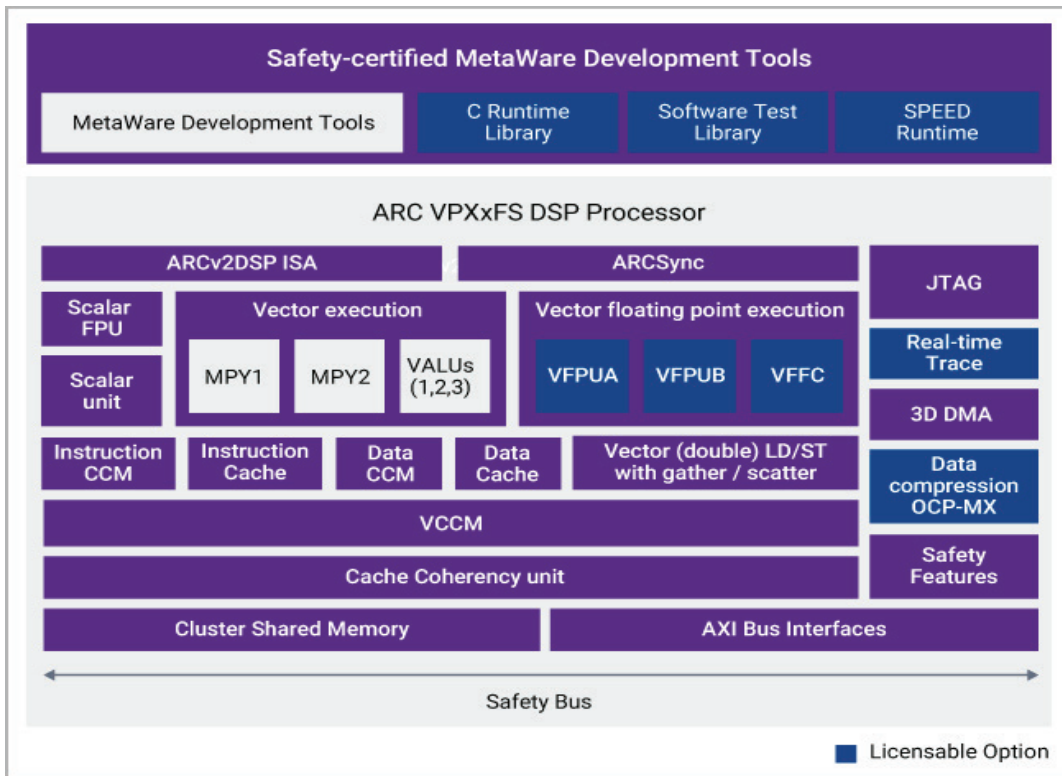 Safety-certified MetaWare Development Tools
MetaWare Development Tools
C Runtime
Library
Software Test
Library
SPEED
Runtime
ARC VPXxFS DSP Processor
ARCv2DSP ISA
ARCSync
JTAG
Scalar
FPU
Vector execution
Vector floating point execution
Real-time
Trace
Scalar
unit
MPY1
MPY2
VALUs
(1,2,3)
VFPUA
VFPUB
VFFC
3D DMA
Instruction
CCM
Instruction
Cache
Data
CCM
Data
Cache
Vector (double) LD/ST
with gather / scatter
Data
compression
OCP-MX
VCCM
Cache Coherency unit
Safety
Features
Cluster Shared Memory
AXI Bus Interfaces
Safety Bus
Licensable Option